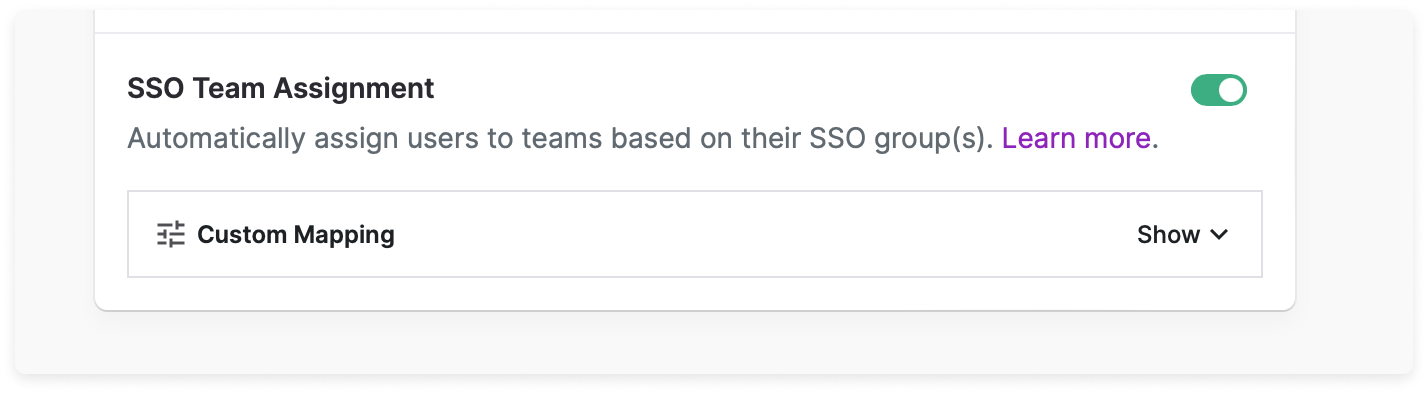 SSO Team Assignment
Automatically assign users to teams based on their SSO group(s). Learn more.
Custom Mapping
Show